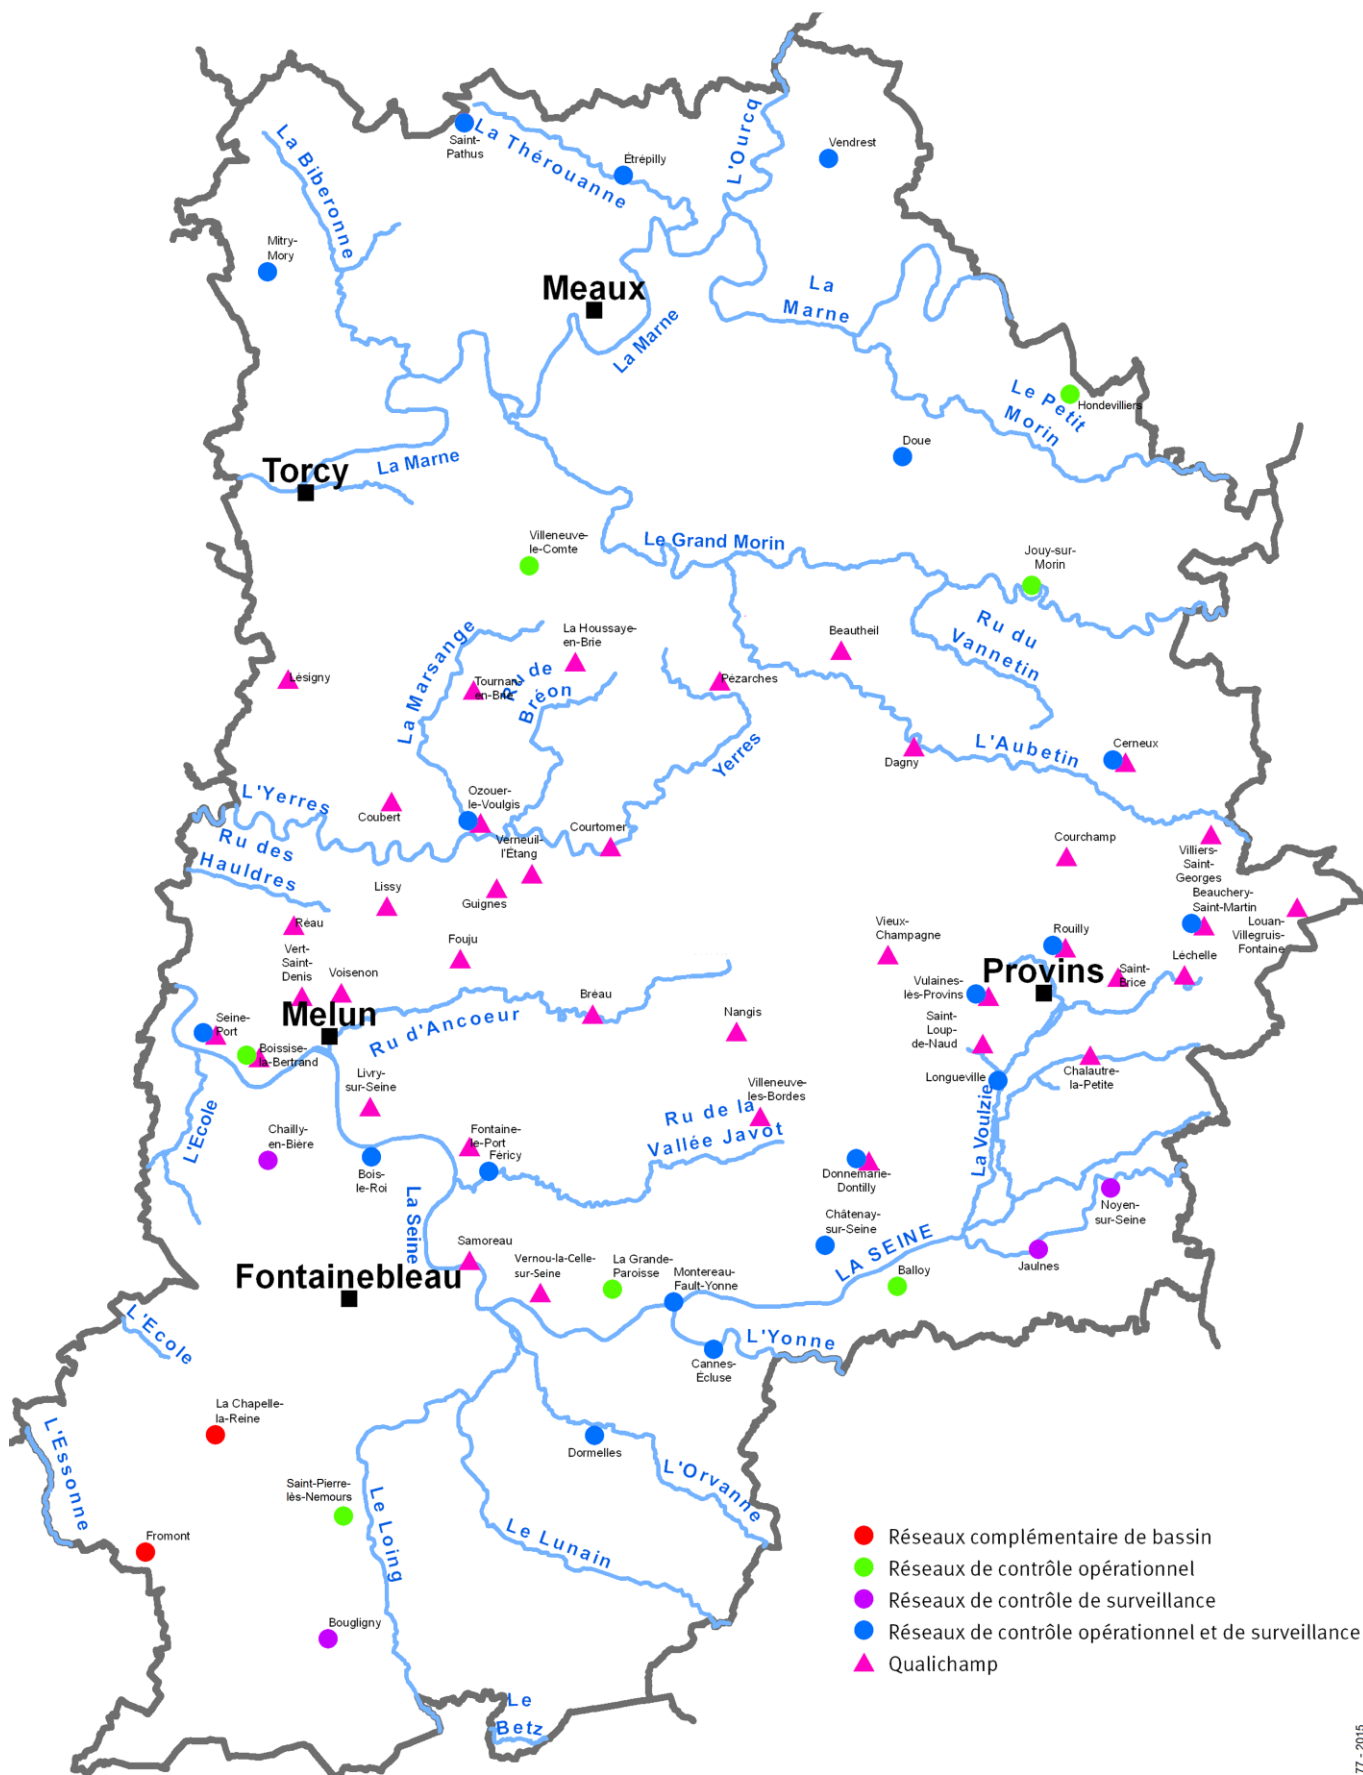 La Biberonne
Saint-
Pathus
La Thérouanne
Étrépilly
L'Ourcq
Vendrest
Mitry-
Mory
Meaux
La Marne
La
Marne
Le Petit
Morin
Hondevilliers
Doue
Torcy
La Marne
Villeneuve-
le-Comte
Le Grand Morin
Jouy-sur-
Morin
Ru du
Vannetin
La Marsange
La Houssaye-
en-Brie
Beautheil
Lésigny
Tournan-
en-Brie
Ru de
Bréon
Pézarches
Yerres
Dagny
L'Aubetin
Cerneux
L'Yerres
Coubert
Ozouer-
le-Voulgis
Ru des
Hauldres
Verneuil-
l'Étang
Courtomer
Courchamp
Villiers-
Saint-
Georges
Lissy
Guignes
Beauchery-
Saint-Martin
Louan-
Villegruis-
Fontaine
Réau
Fouju
Vieux-
Champagne
Rouilly
Léchelle
Vert-
Saint-
Denis
Voisenon
Provins
Saint-
Brice
Vulaines-
lès-Provins
Melun
Ru d'Ancoeur
Bréau
Nangis
Seine-
Port
Saint-
Loup-
de-Naud
Boissise-
la-Bertrand
Livry-
sur-Seine
Longueville
Chalautre-
la-Petite
Villeneuve-
les-Bordes
L'Ecole
Chailly-
en-Bière
Ru de la
Vallée Javot
La Voulzie
Fontaine-
le-Port
Féricy
Bois-
le-Roi
Donnemarie-
Dontilly
La Seine
Noyen-
sur-Seine
Châtenay-
sur-Seine
LA SEINE
Samoreau
Vernou-la-Celle-
sur-Seine
La Grande-
Paroisse
Montereau-
Fault-Yonne
Balloy
Jaulnes
Fontainebleau
L'Ecole
L'Yonne
Cannes-
Écluse
La Chapelle-
la-Reine
L'Essonne
Dormelles
L'Orvanne
Saint-Pierre-
lès-Nemours
Le Loing
Le Lunain
Fromont
Bougligny
Le
Betz
Réseaux complémentaire de bassin
Réseaux de contrôle opérationnel
Réseaux de contrôle de surveillance
Réseaux de contrôle opérationnel et de surveillance
Qualichamp
77 - 2015